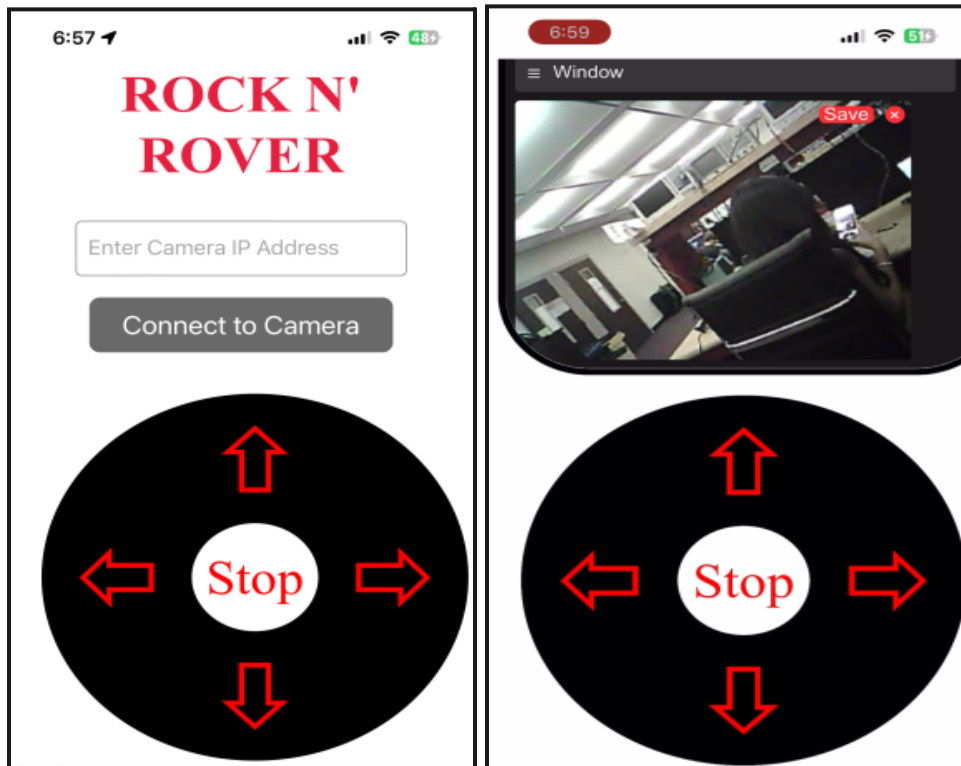 6:57
48
ROCK N'
ROVER
Enter Camera IP Address
Connect to Camera
Stop
6:59
51
≡ Window
Save ×
Stop